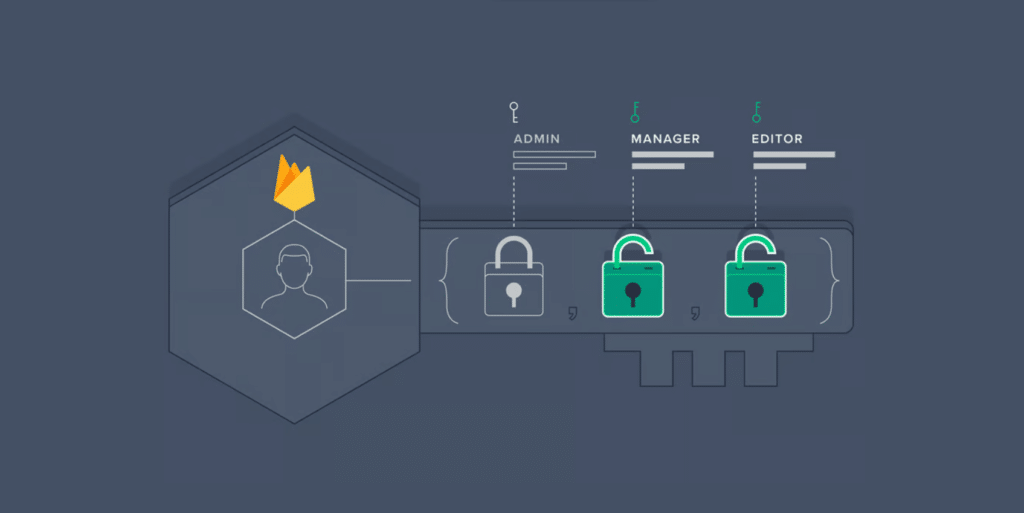 ADMIN
MANAGER
EDITOR
{ , , }